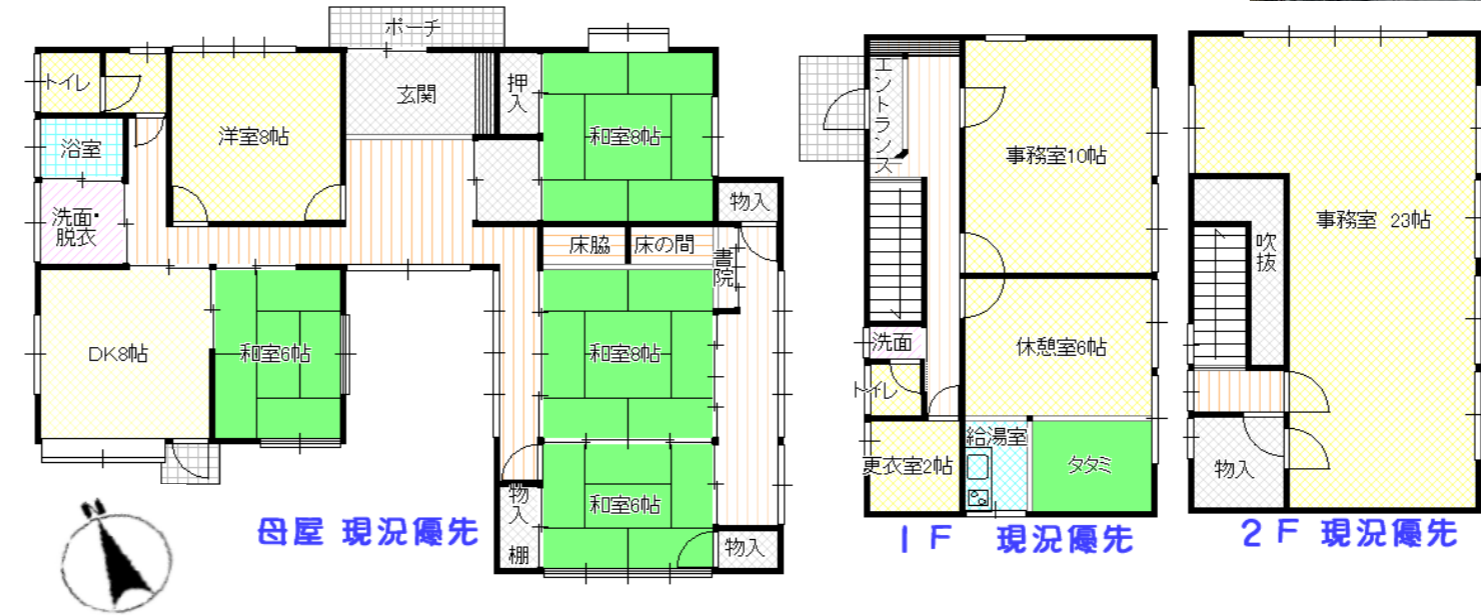 ポーチ
トイレ
浴室
洗面・
脱衣
洋室8帖
玄関
押入
和室8帖
物入
床脇
床の間
書院
DK8帖
和室6帖
和室8帖
和室6帖
物入
棚
物入
N
母屋 現況優先
エントランス
事務室10帖
洗面
トイレ
休憩室6帖
更衣室2帖
給湯室
タタミ
1F 現況優先
事務室 23帖
吹抜
物入
2F 現況優先